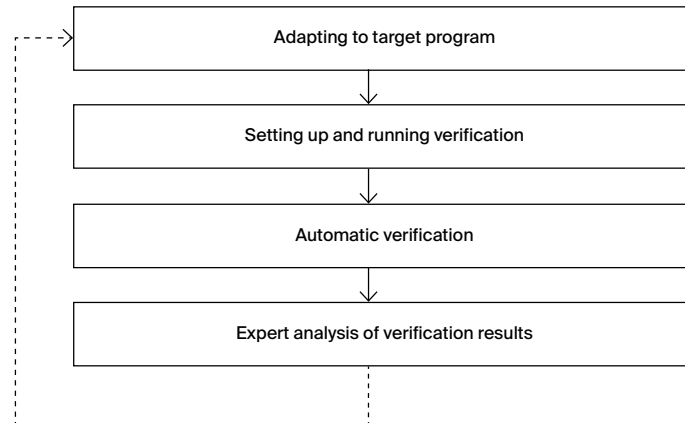 Adapting to target program
Setting up and running verification
Automatic verification
Expert analysis of verification results